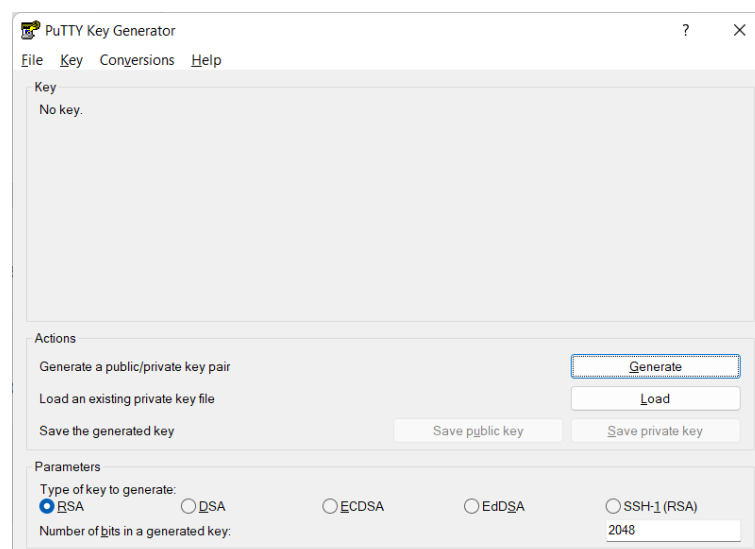 PuTTY Key Generator ? ×
File Key Conversions Help
Key
No key.
Actions
Generate a public/private key pair Generate
Load an existing private key file Load
Save the generated key Save public key Save private key
Parameters
Type of key to generate:
RSA DSA ECDSA EdDSA SSH-1 (RSA)
Number of bits in a generated key: 2048